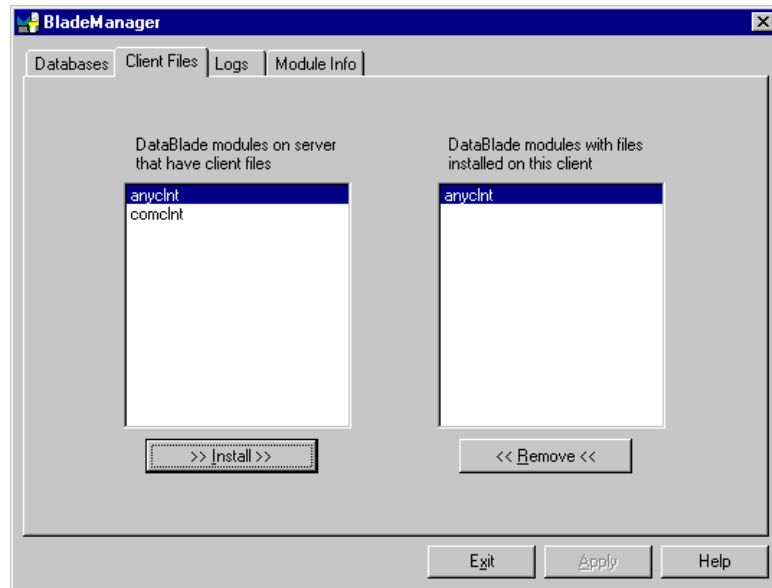 BladeManager
Databases Client Files Logs Module Info
DataBlade modules on server
that have client files
anyclnt
comclnt
>> Install >>
DataBlade modules with files
installed on this client
anyclnt
<< Remove <<
Exit Apply Help